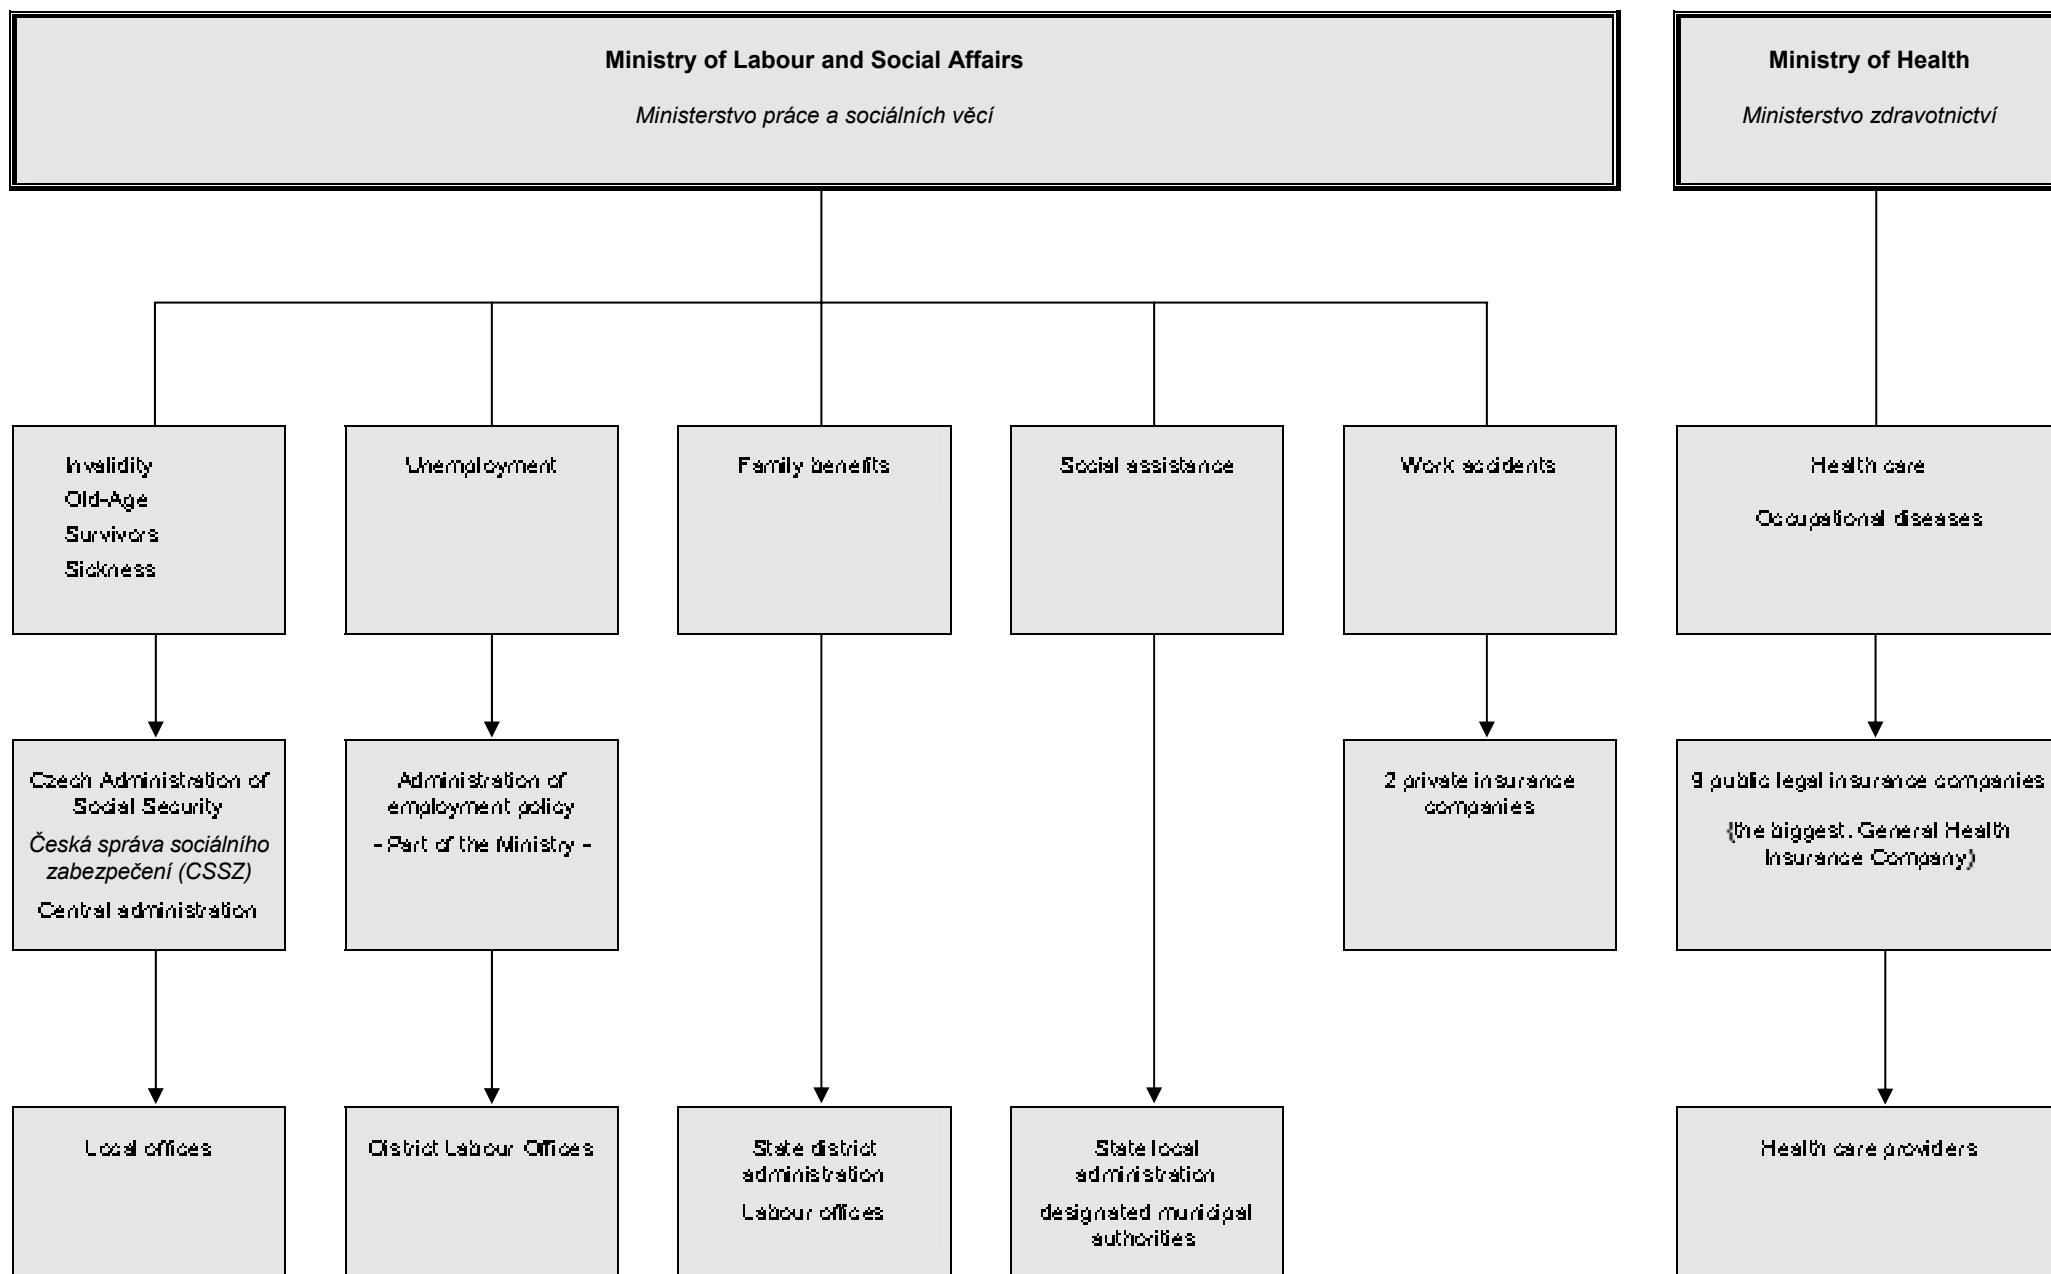 Ministry of Labour and Social Affairs
Ministerstvo práce a sociálních věcí
Ministry of Health
Ministerstvo zdravotnictví
Invalidity
Old-Age
Survivors
Sickness
Unemployment
Family benefits
Social assistance
Work accidents
Health care
Occupational diseases
Czech Administration of
Social Security
Česká správa sociálního
zabezpečení (CSSZ)
Central administration
Administration of
employment policy
- Part of the Ministry -
2 private insurance
companies
9 public legal insurance companies
(the biggest. General Health
Insurance Company)
Local offices
District Labour Offices
State district
administration
Labour offices
State local
administration
designated municipal
authorities
Health care providers